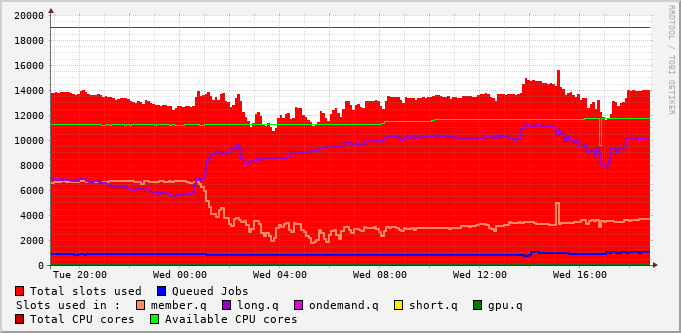 20000
18000
16000
14000
12000
10000
8000
6000
4000
2000
0
Tue 20:00 Wed 00:00 Wed 04:00 Wed 08:00 Wed 12:00 Wed 16:00
RRDTOOL / TOBI OETIKER
Total slots used Queued Jobs
Slots used in : member.q long.q ondemand.q short.q gpu.q
Total CPU cores Available CPU cores